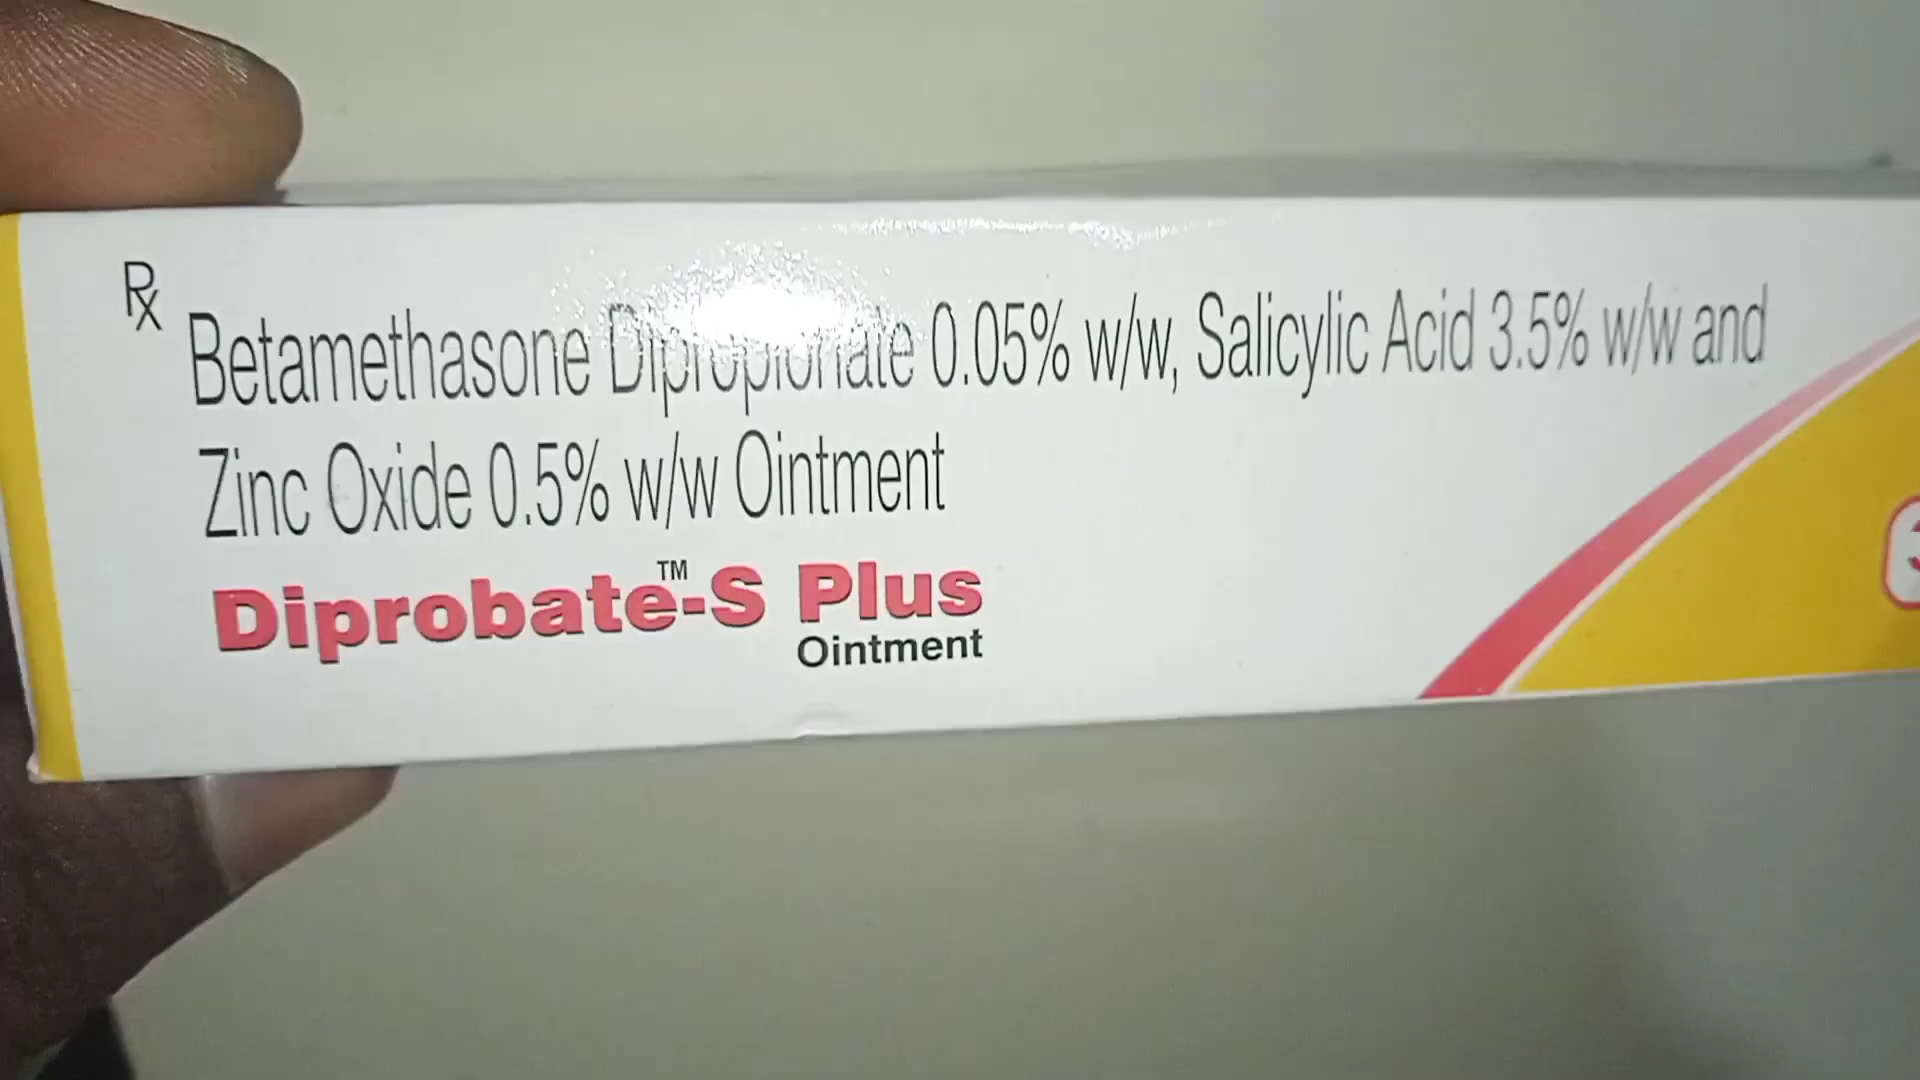 Rx
Betamethasone Dipropionate 0.05% w/w, Salicylic Acid 3.5% w/w and
Zinc Oxide 0.5% w/w Ointment
Diprobate™-S Plus
Ointment